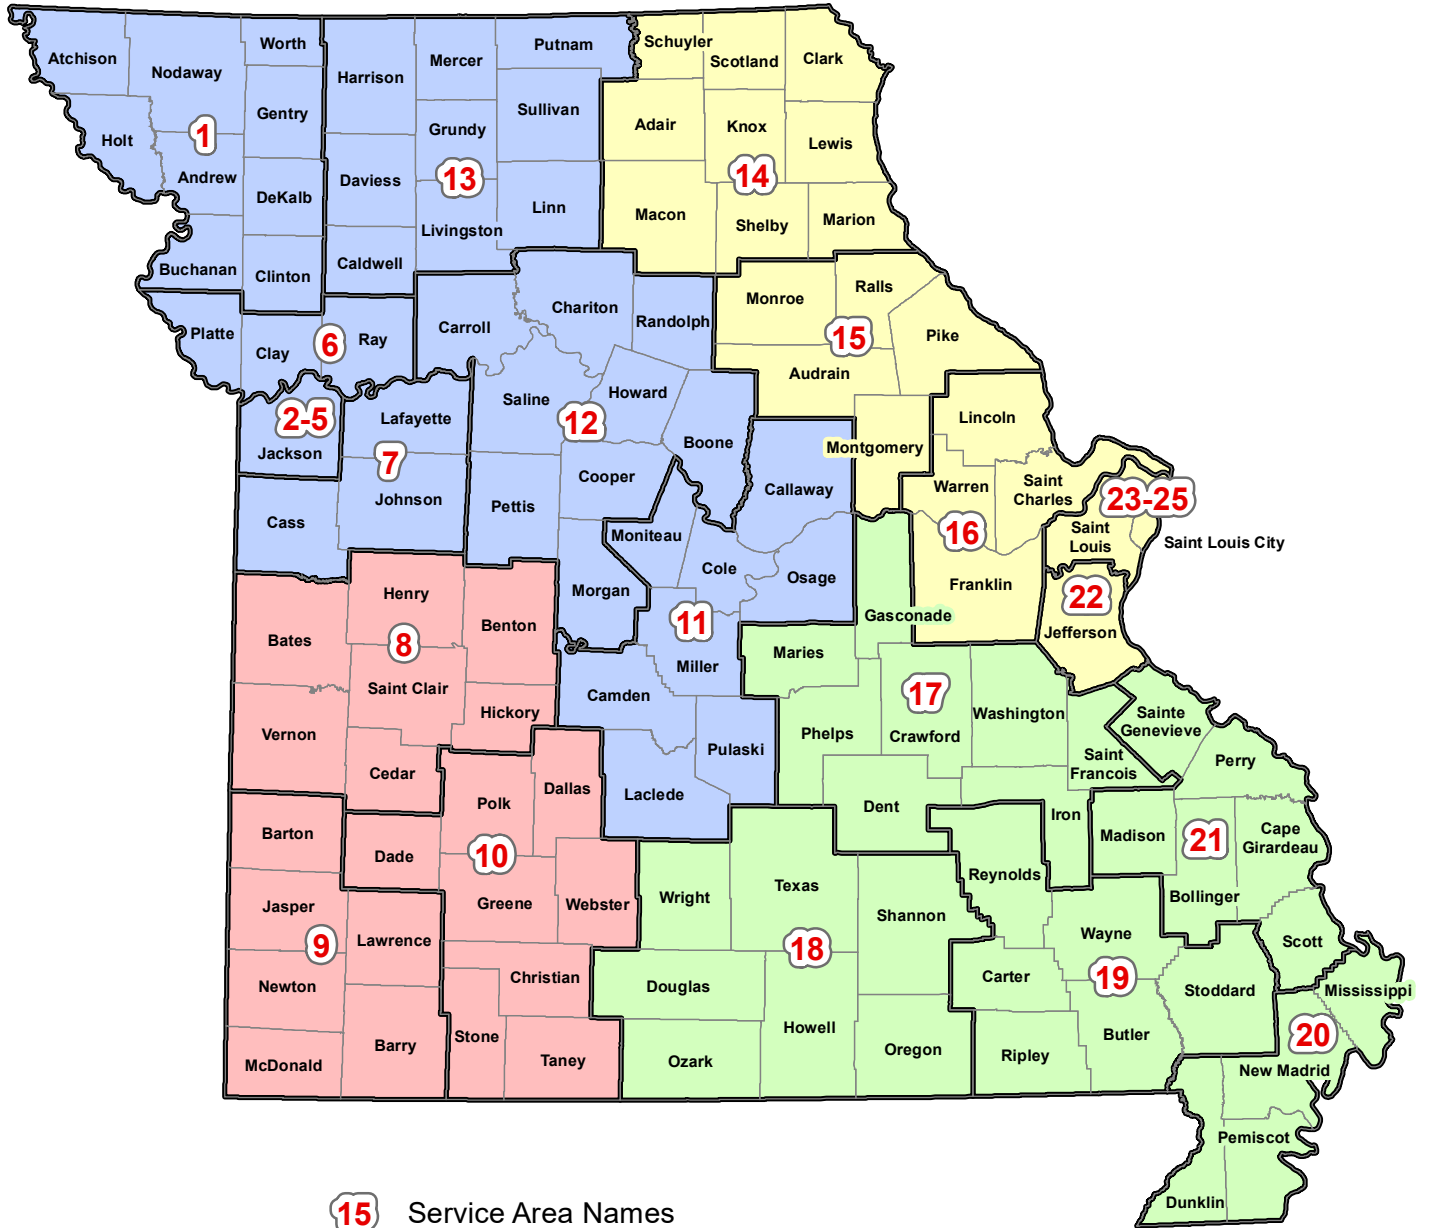 Atchison
Nodaway
Worth
Harrison
Mercer
Putnam
Schuyler
Scotland
Clark
Holt
1
Gentry
Grundy
Sullivan
Adair
Knox
Lewis
Andrew
DeKalb
Daviess
13
Linn
14
Macon
Shelby
Marion
Buchanan
Clinton
Caldwell
Livingston
Platte
Clay
6
Ray
Carroll
Chariton
Randolph
Monroe
Ralls
15
Pike
Audrain
2-5
Jackson
Lafayette
7
Johnson
Saline
12
Howard
Boone
Cooper
Pettis
Callaway
Montgomery
Lincoln
Warren
Saint
Charles
23-25
Saint
Louis
Saint Louis City
16
Franklin
22
Jefferson
Cass
Moniteau
Cole
Osage
Morgan
11
Miller
Gasconade
Bates
Henry
8
Benton
Saint Clair
Hickory
Camden
Maries
17
Washington
Sainte
Genevieve
Vernon
Cedar
Polk
Dallas
Laclede
Pulaski
Phelps
Crawford
Saint
Francois
Perry
Barton
Dade
10
Dent
Iron
Madison
21
Cape
Girardeau
Jasper
9
Lawrence
Greene
Webster
Wright
Texas
Shannon
Reynolds
Bollinger
Newton
Christian
Douglas
18
Wayne
Carter
19
Stoddard
Scott
Mississippi
McDonald
Barry
Stone
Taney
Ozark
Howell
Oregon
Ripley
Butler
20
New Madrid
Pemiscot
Dunklin
15 Service Area Names